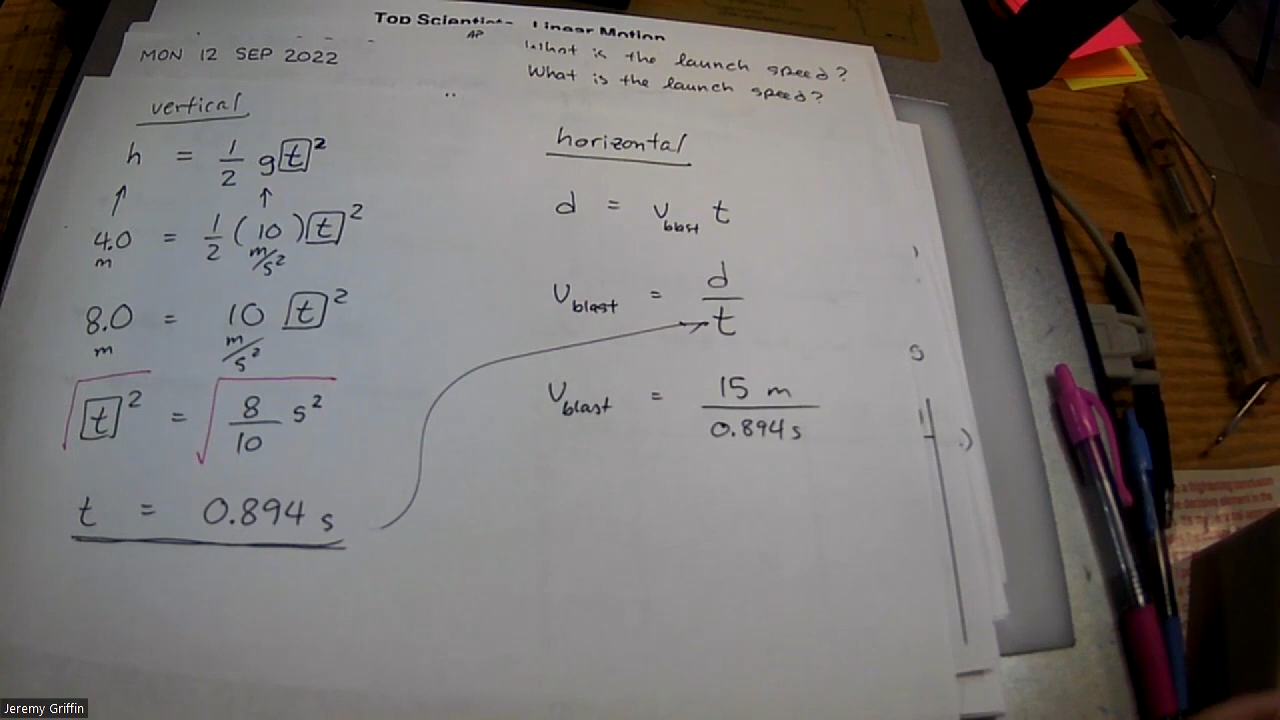 Linear Motion
AP
MON 12 SEP 2022
What is the launch speed?
What is the launch speed?
vertical
h = 1/2 g t²
4.0 m = 1/2 (10 m/s²) t²
8.0 m = 10 m/s² t²
√t² = √8/10 s²
t = 0.894 s
horizontal
d = v blast t
v blast = d/t
v blast = 15 m / 0.894 s
Jeremy Griffin